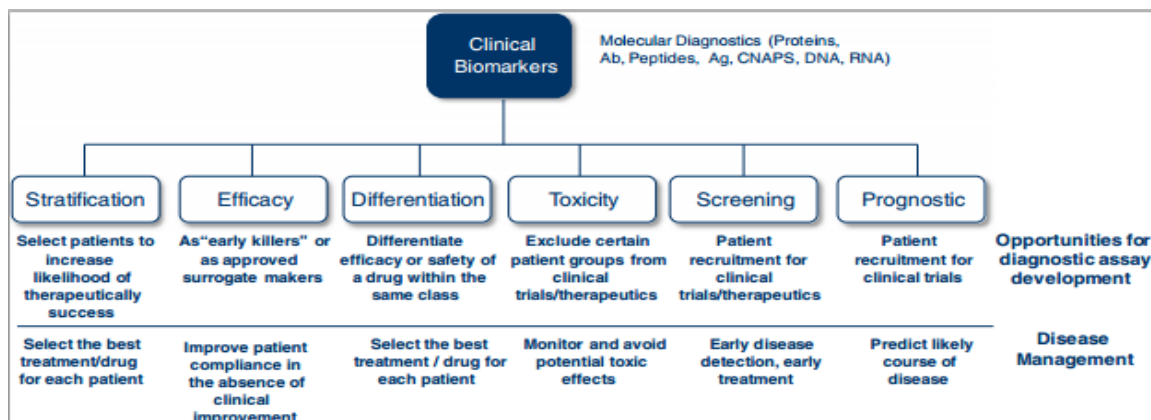 Clinical
Biomarkers
Molecular Diagnostics (Proteins,
Ab, Peptides, Ag, CNAPS, DNA, RNA)
Stratification
Efficacy
Differentiation
Toxicity
Screening
Prognostic
Select patients to
increase
likelihood of
therapeutically
success
As“early killers” or
as approved
surrogate makers
Differentiate
efficacy or safety of
a drug within the
same class
Exclude certain
patient groups from
clinical
trials/therapeutics
Patient
recruitment for
clinical
trials/therapeutics
Patient
recruitment for
clinical trials
Opportunities for
diagnostic assay
development
Select the best
treatment/drug
for each patient
Improve patient
compliance in
the absence of
clinical
improvement
Select the best
treatment / drug for
each patient
Monitor and avoid
potential toxic
effects
Early disease
detection, early
treatment
Predict likely
course of
disease
Disease
Management